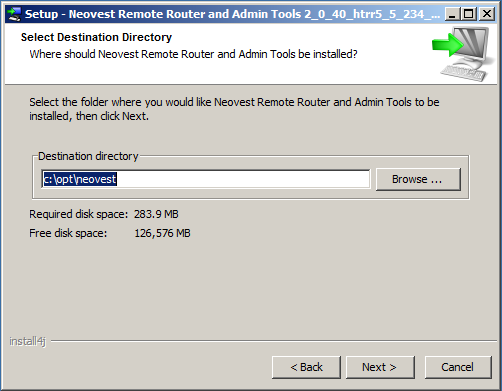 Setup - Neovest Remote Router and Admin Tools 2_0_40_htrr5_5_234_...
Select Destination Directory
Where should Neovest Remote Router and Admin Tools be installed?
Select the folder where you would like Neovest Remote Router and Admin Tools to be
installed, then click Next.
Destination directory
c:\opt\neovest
Browse ...
Required disk space: 283.9 MB
Free disk space: 126,576 MB
install4j
< Back
Next >
Cancel